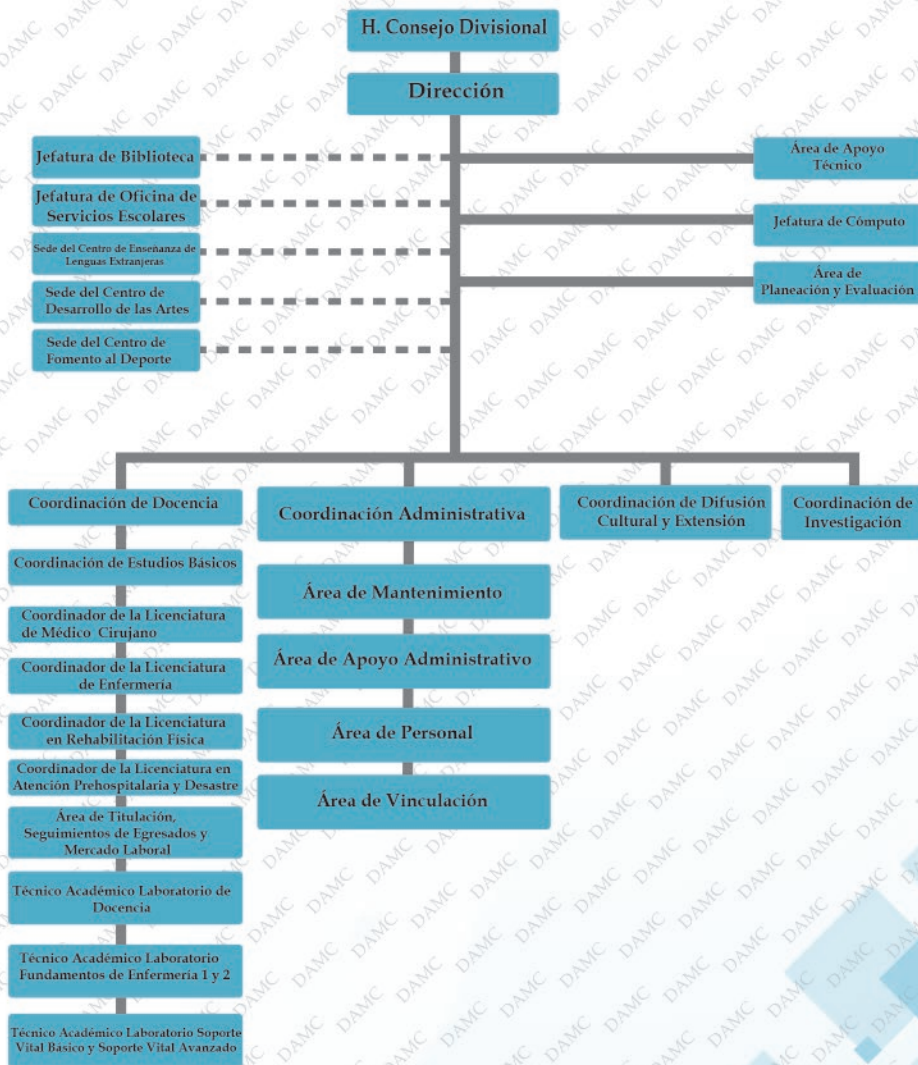 H. Consejo Divisional
Dirección
Jefatura de Biblioteca
Jefatura de Oficina de
Servicios Escolares
Sede del Centro de Enseñanza de
Lenguas Extranjeras
Sede del Centro de
Desarrollo de las Artes
Sede del Centro de
Fomento al Deporte
Área de Apoyo
Técnico
Jefatura de Cómputo
Área de
Planeación y Evaluación
Coordinación de Docencia
Coordinación de Estudios Básicos
Coordinador de la Licenciatura
de Médico Cirujano
Coordinador de la Licenciatura
de Enfermería
Coordinador de la Licenciatura
en Rehabilitación Física
Coordinador de la Licenciatura en
Atención Prehospitalaria y Desastre
Área de Titulación,
Seguimientos de Egresados y
Mercado Laboral
Técnico Académico Laboratorio de
Docencia
Técnico Académico Laboratorio
Fundamentos de Enfermería 1 y 2
Técnico Académico Laboratorio Soporte
Vital Básico y Soporte Vital Avanzado
Coordinación Administrativa
Área de Mantenimiento
Área de Apoyo Administrativo
Área de Personal
Área de Vinculación
Coordinación de Difusión
Cultural y Extensión
Coordinación de
Investigación
DAMC